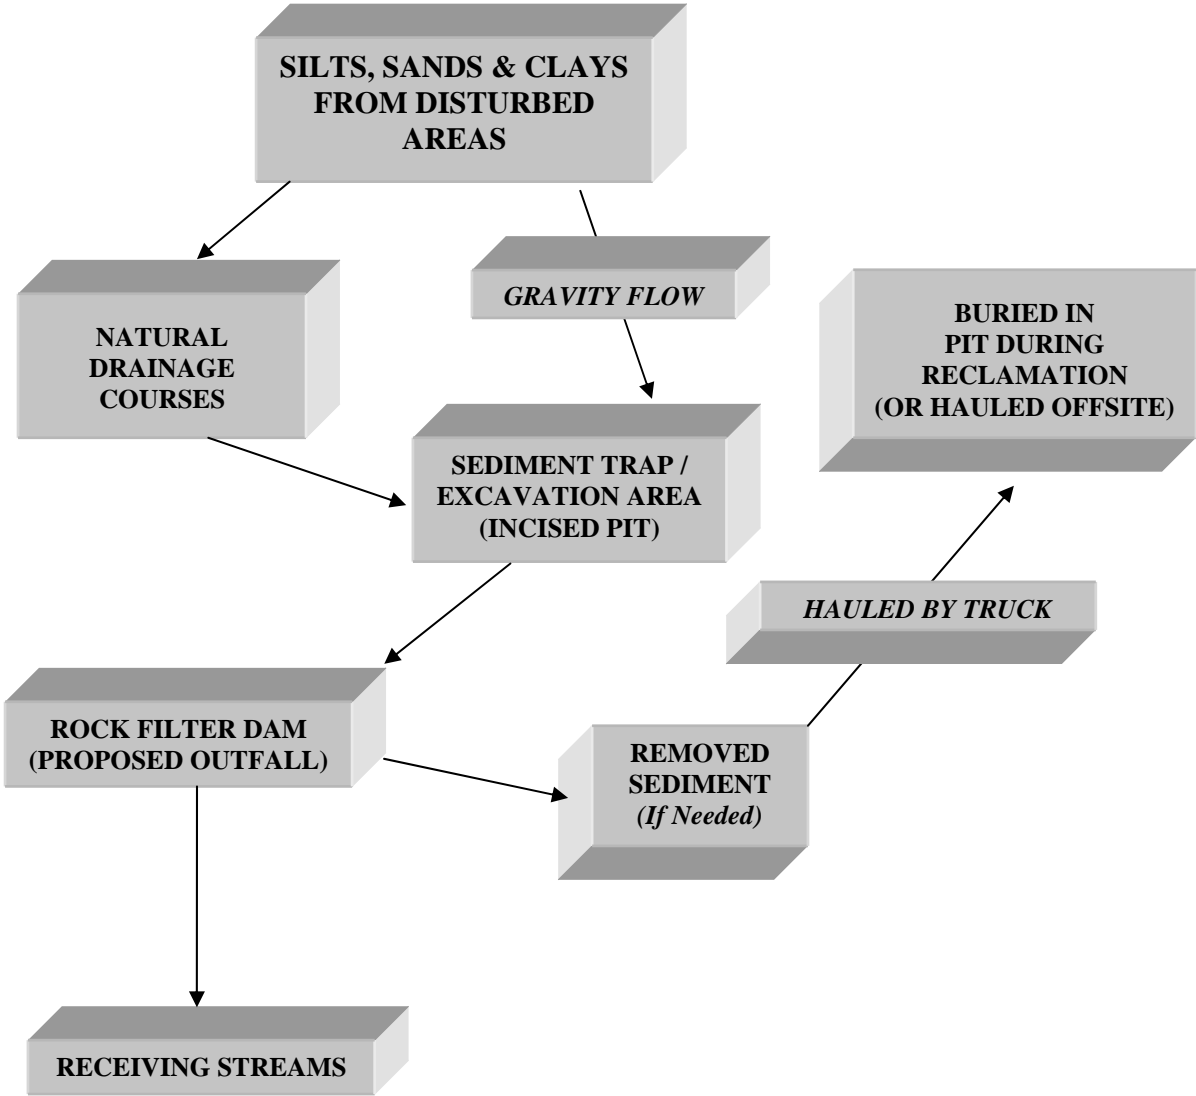 SILTS, SANDS & CLAYS
FROM DISTURBED
AREAS
GRAVITY FLOW
NATURAL
DRAINAGE
COURSES
BURIED IN
PIT DURING
RECLAMATION
(OR HAULED OFFSITE)
SEDIMENT TRAP /
EXCAVATION AREA
(INCISED PIT)
HAULED BY TRUCK
ROCK FILTER DAM
(PROPOSED OUTFALL)
REMOVED
SEDIMENT
(If Needed)
RECEIVING STREAMS